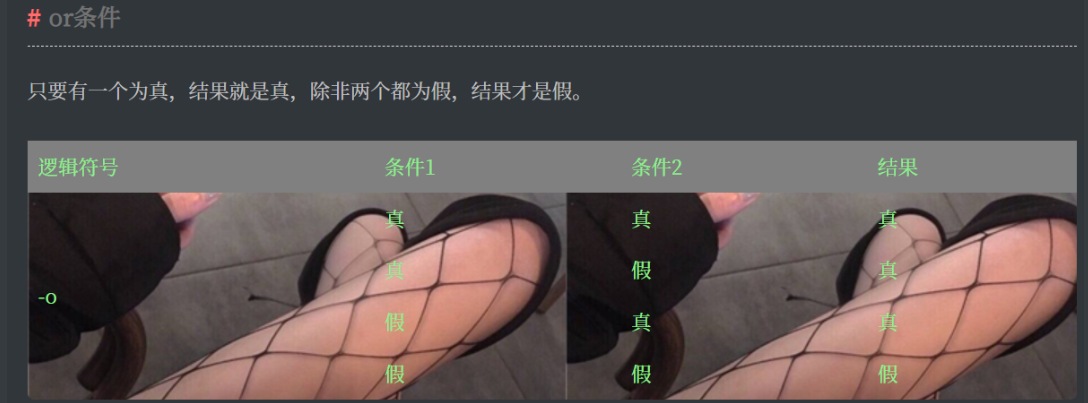 # or条件
只要有一个为真，结果就是真，除非两个都为假，结果才是假。
逻辑符号 条件1 条件2 结果
真 真 真
真 假 真
-o
假 真 真
假 假 假